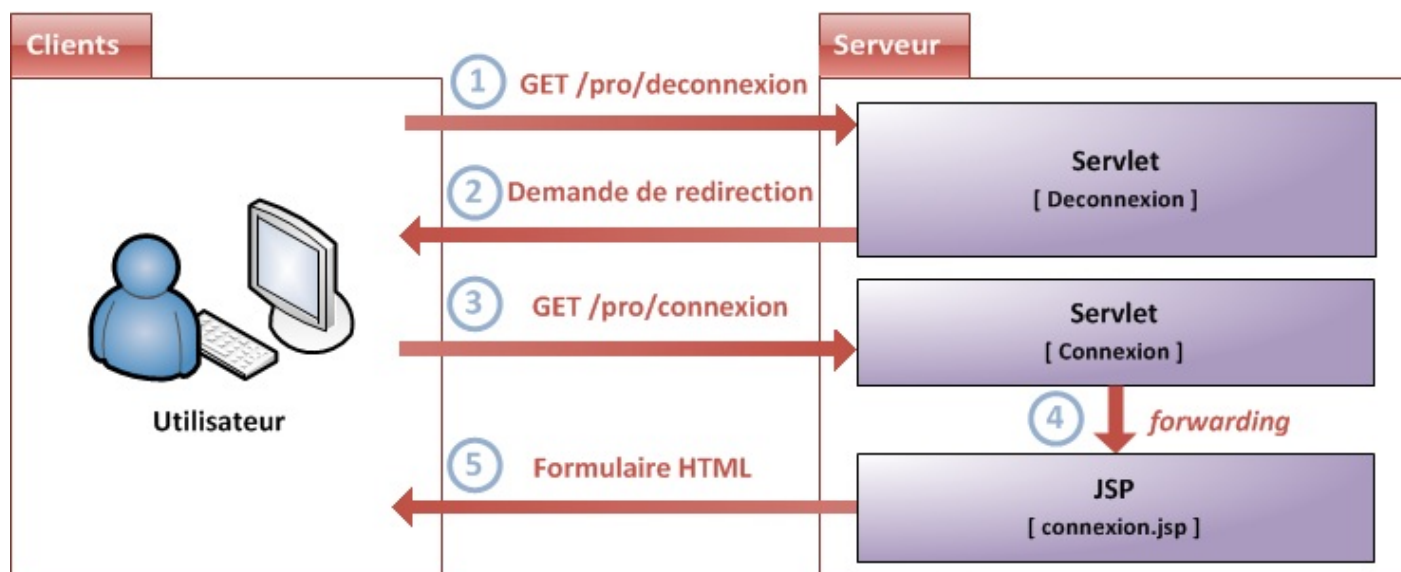 Clients
Serveur
1 GET /pro/deconnexion
Servlet
[ Deconnexion ]
2 Demande de redirection
3 GET /pro/connexion
Servlet
[ Connexion ]
Utilisateur
4 forwarding
5 Formulaire HTML
JSP
[ connexion.jsp ]